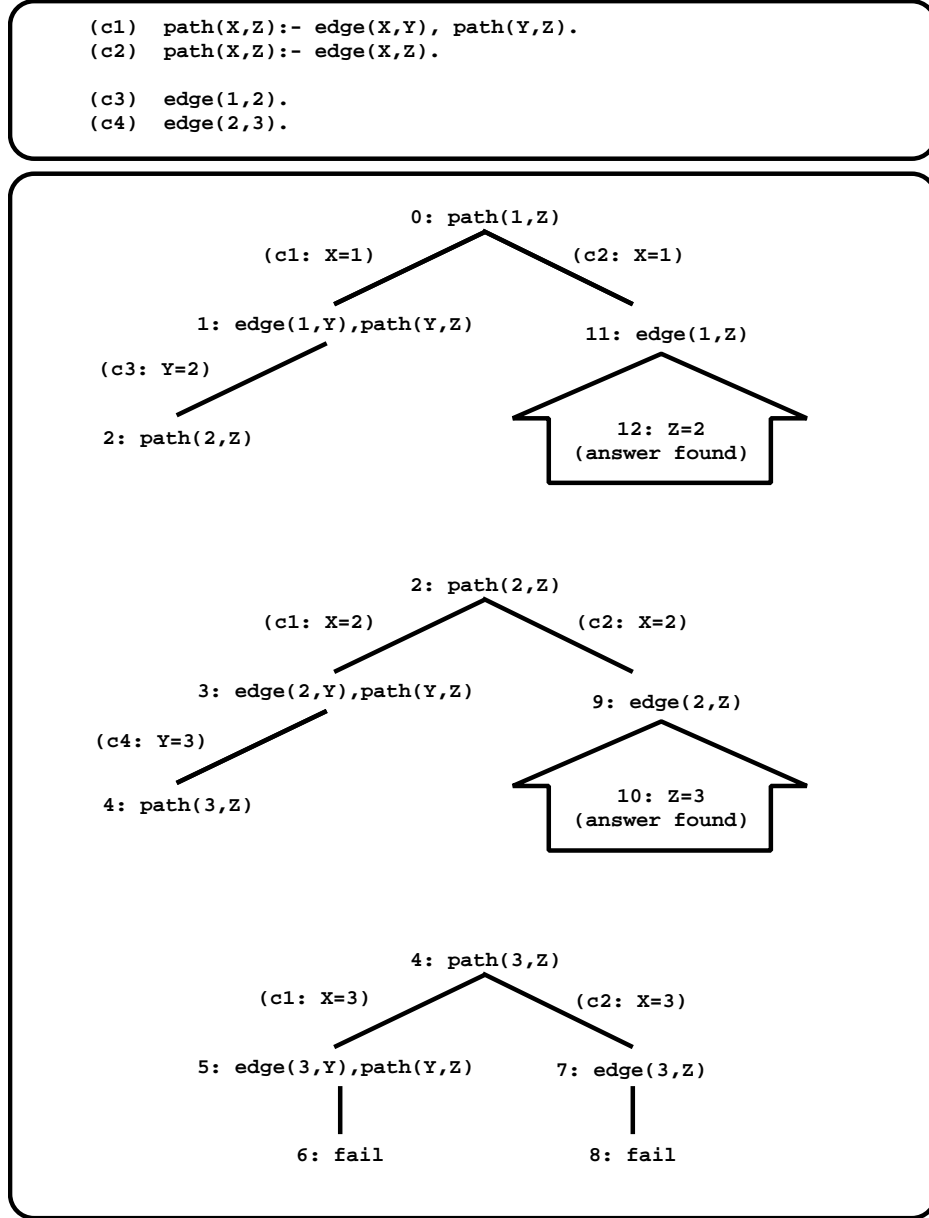 (c1)  path(X,Z):- edge(X,Y), path(Y,Z).
(c2)  path(X,Z):- edge(X,Z).
(c3)  edge(1,2).
(c4)  edge(2,3).
0: path(1,Z)
(c1: X=1)
(c2: X=1)
1: edge(1,Y),path(Y,Z)
11: edge(1,Z)
(c3: Y=2)
2: path(2,Z)
12: Z=2
(answer found)
2: path(2,Z)
(c1: X=2)
(c2: X=2)
3: edge(2,Y),path(Y,Z)
9: edge(2,Z)
(c4: Y=3)
4: path(3,Z)
10: Z=3
(answer found)
4: path(3,Z)
(c1: X=3)
(c2: X=3)
5: edge(3,Y),path(Y,Z)
7: edge(3,Z)
6: fail
8: fail